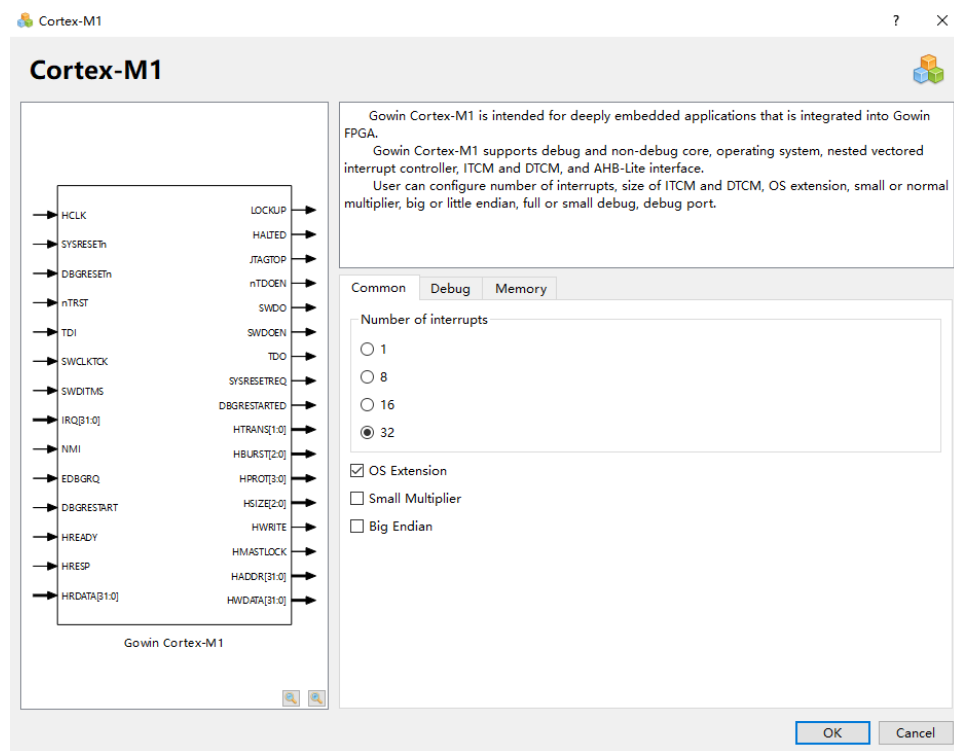 Cortex-M1
?
Cortex-M1
HCLK
SYSRESETn
DBGRESETn
nTRST
TDI
SWCLKTCK
SWDITMS
IRQ[31:0]
NMI
EDBGRQ
DBGRESTART
HREADY
HRESP
HRDATA[31:0]
LOCKUP
HALTED
JTAGTOP
nTDOEN
SWDO
SWDOEN
TDO
SYSRESETREQ
DBGRESTARTED
HTRANS[1:0]
HBURST[2:0]
HPROT[3:0]
HSIZE[2:0]
HWRITE
HMASTLOCK
HADDR[31:0]
HWDATA[31:0]
Gowin Cortex-M1
Gowin Cortex-M1 is intended for deeply embedded applications that is integrated into Gowin
FPGA.
Gowin Cortex-M1 supports debug and non-debug core, operating system, nested vectored
interrupt controller, ITCM and DTCM, and AHB-Lite interface.
User can configure number of interrupts, size of ITCM and DTCM, OS extension, small or normal
multiplier, big or little endian, full or small debug, debug port.
Common Debug Memory
Number of interrupts
1
8
16
32
OS Extension
Small Multiplier
Big Endian
OK Cancel